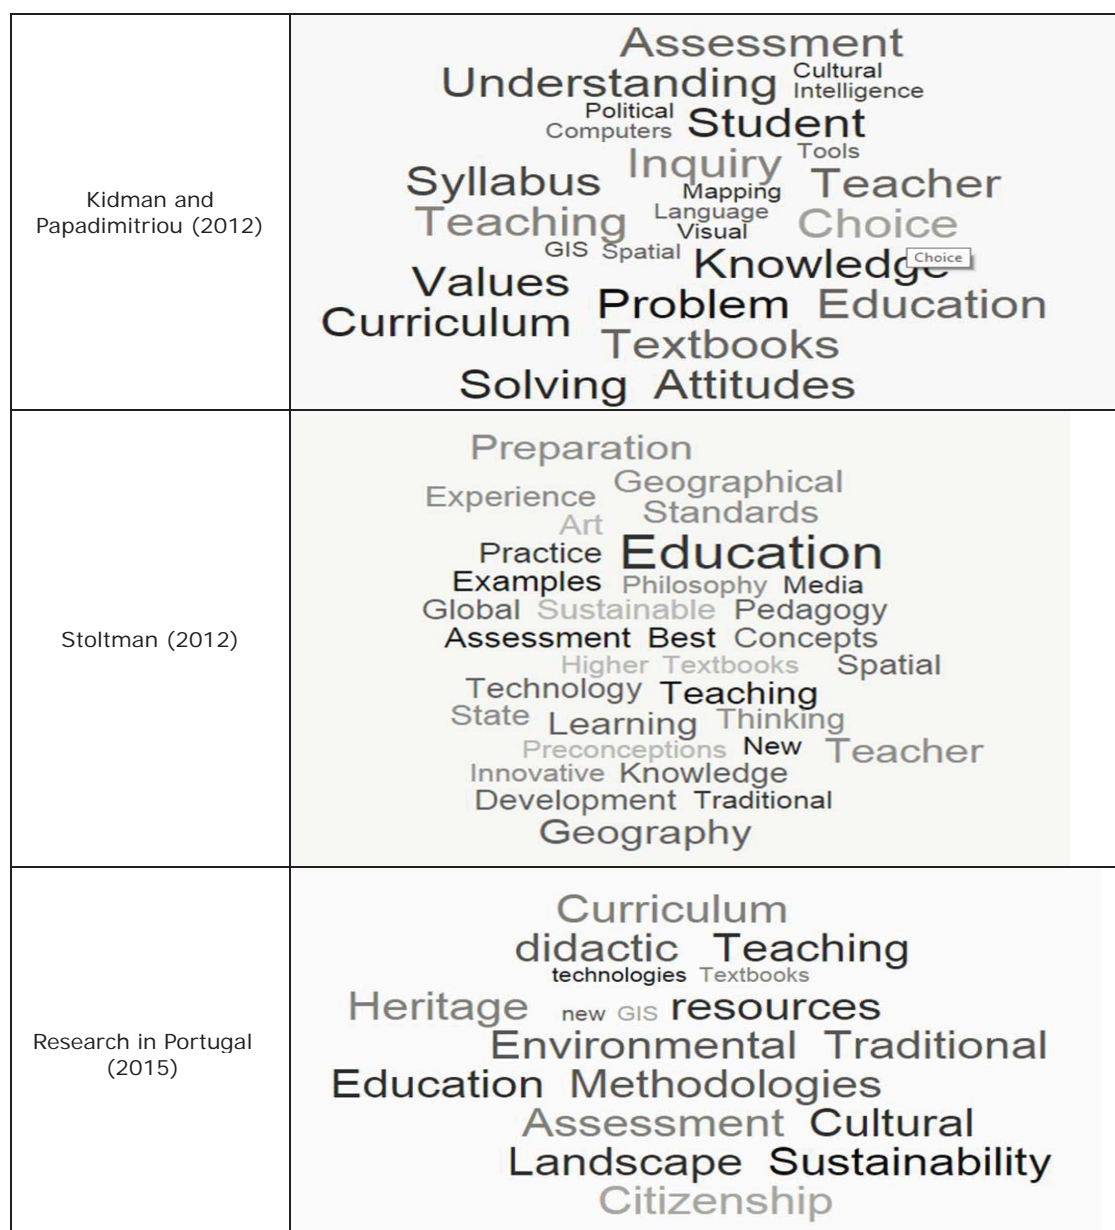 Kidman and
Papadimitriou (2012)
Assessment
Understanding Cultural
Intelligence
Political
Computers Student
Inquiry Tools
Syllabus Mapping Teacher
Teaching Language Choice
Visual
GIS Spatial Knowledge
Choice
Values
Problem Education
Curriculum
Textbooks
Solving Attitudes
Stoltman (2012)
Preparation
Geographical
Experience
Standards
Art
Practice Education
Examples Philosophy Media
Global Sustainable Pedagogy
Assessment Best Concepts
Higher Textbooks Spatial
Technology Teaching
State Learning Thinking
Preconceptions New Teacher
Innovative Knowledge
Development Traditional
Geography
Research in Portugal
(2015)
Curriculum
didactic Teaching
technologies Textbooks
Heritage new GIS resources
Environmental Traditional
Education Methodologies
Assessment Cultural
Landscape Sustainability
Citizenship